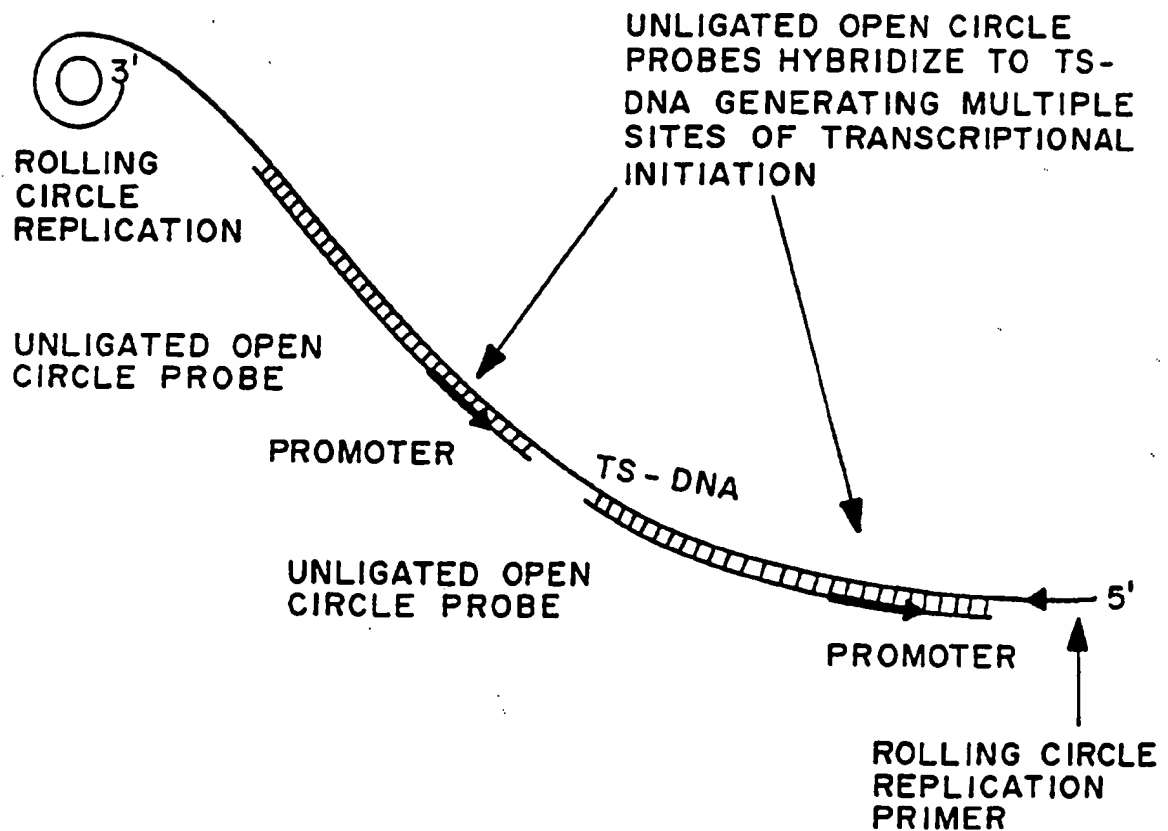 UNLIGATED OPEN CIRCLE
PROBES HYBRIDIZE TO TS-
DNA GENERATING MULTIPLE
SITES OF TRANSCRIPTIONAL
INITIATION
3'
ROLLING
CIRCLE
REPLICATION
UNLIGATED OPEN
CIRCLE PROBE
PROMOTER
TS-DNA
UNLIGATED OPEN
CIRCLE PROBE
5'
PROMOTER
ROLLING CIRCLE
REPLICATION
PRIMER